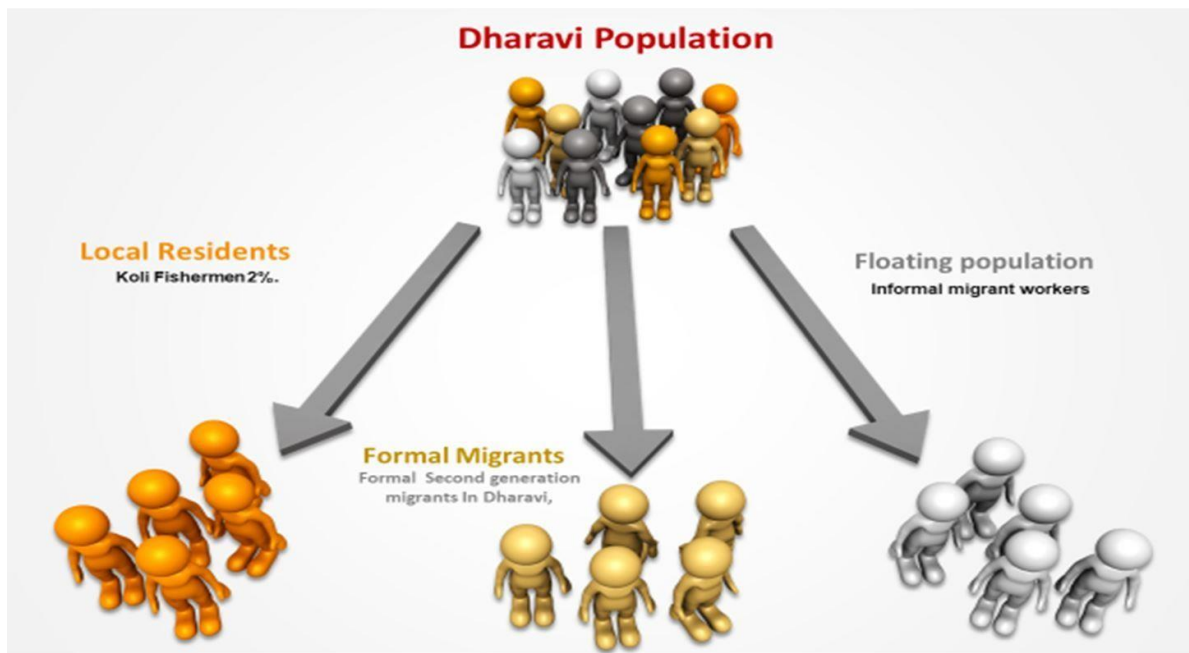 Dharavi Population
Local Residents
Koli Fishermen 2%.
Floating population
Informal migrant workers
Formal Migrants
Formal Second generation
migrants In Dharavi,